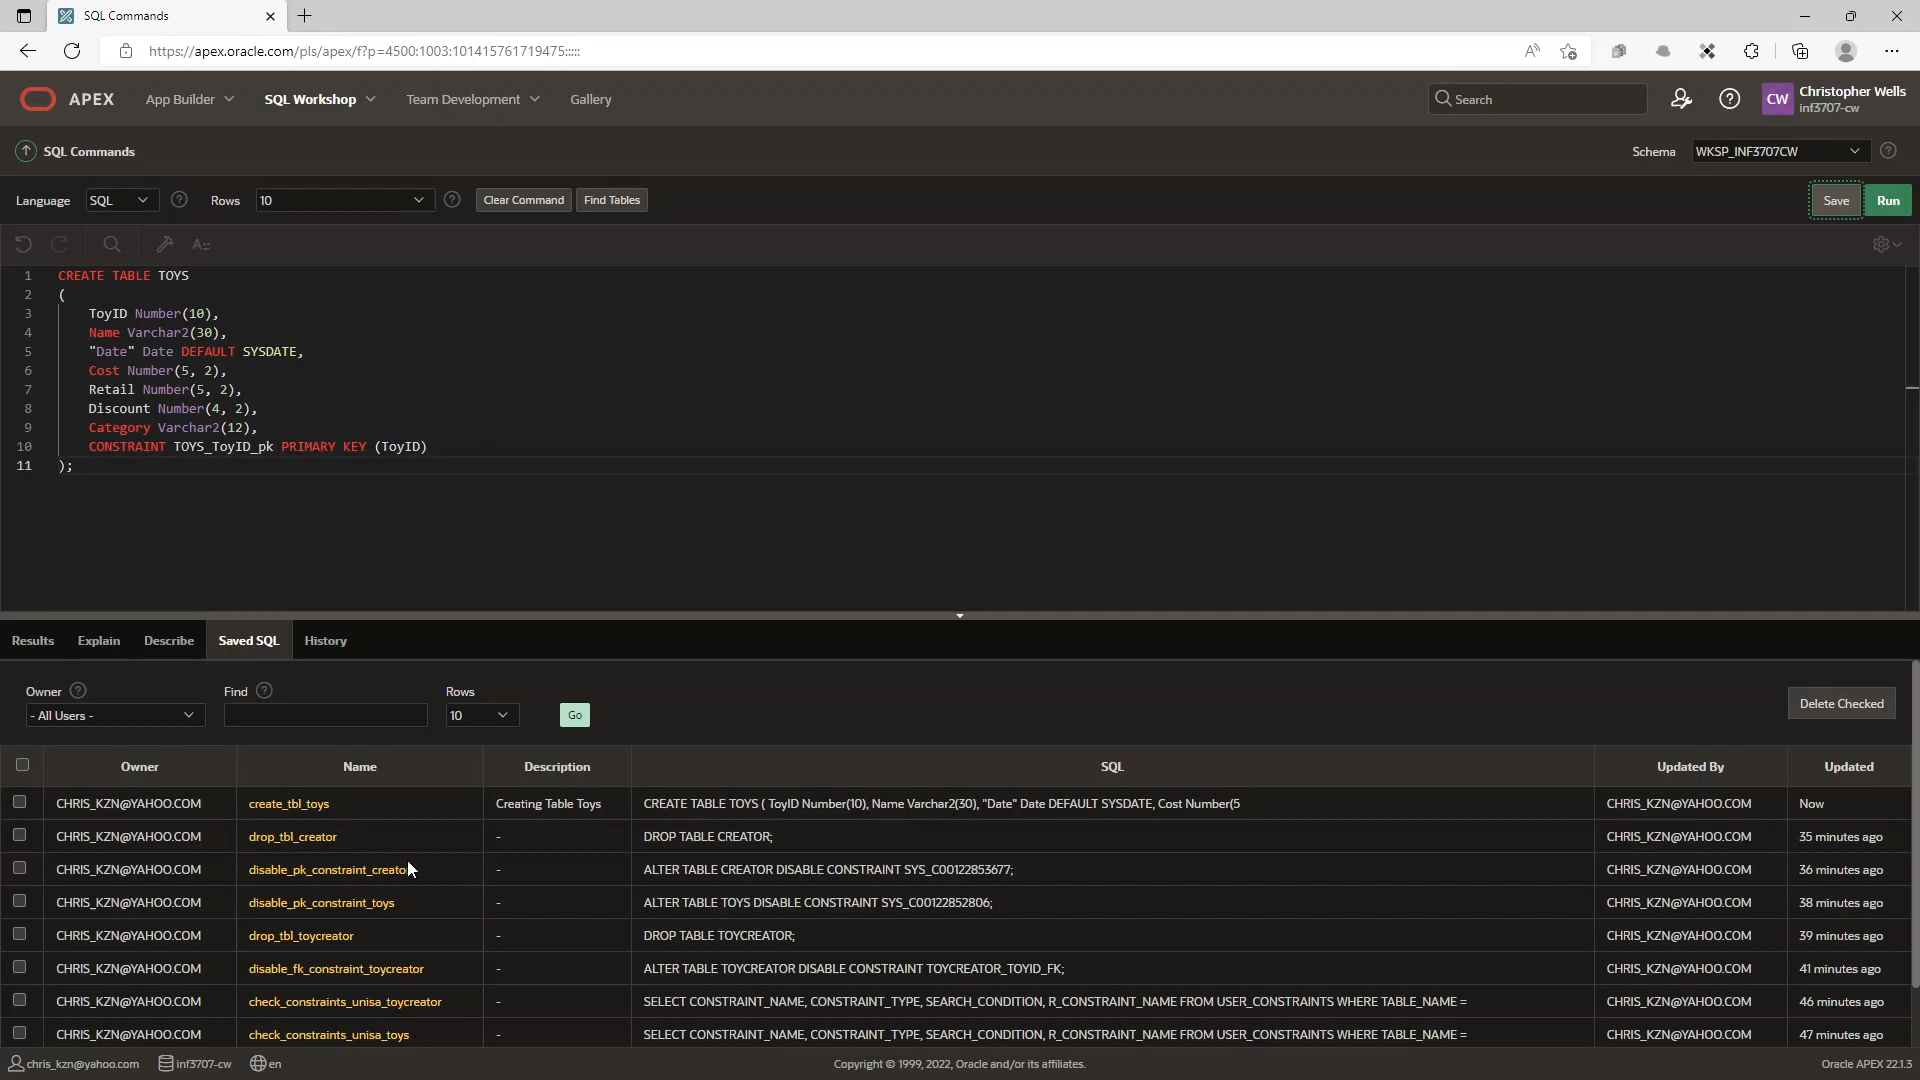 SQL Commands
https://apex.oracle.com/pls/apex/f?p=4500:1003:101415761719475:::::
APEX App Builder SQL Workshop Team Development Gallery Search CW Christopher Wells
inf3707-cw
SQL Commands Schema WKSP_INF3707CW
Language SQL Rows 10 Clear Command Find Tables Save Run
1 CREATE TABLE TOYS
2 (
3 ToyID Number(10),
4 Name Varchar2(30),
5 "Date" Date DEFAULT SYSDATE,
6 Cost Number(5, 2),
7 Retail Number(5, 2),
8 Discount Number(4, 2),
9 Category Varchar2(12),
10 CONSTRAINT TOYS_ToyID_pk PRIMARY KEY (ToyID)
11 );
Results Explain Describe Saved SQL History
Owner Find Rows
- All Users - 10 Go Delete Checked
Owner Name Description SQL Updated By Updated
CHRIS_KZN@YAHOO.COM create_tbl_toys Creating Table Toys CREATE TABLE TOYS ( ToyID Number(10), Name Varchar2(30), "Date" Date DEFAULT SYSDATE, Cost Number(5 CHRIS_KZN@YAHOO.COM Now
CHRIS_KZN@YAHOO.COM drop_tbl_creator - DROP TABLE CREATOR; CHRIS_KZN@YAHOO.COM 35 minutes ago
CHRIS_KZN@YAHOO.COM disable_pk_constraint_creator - ALTER TABLE CREATOR DISABLE CONSTRAINT SYS_C00122853677; CHRIS_KZN@YAHOO.COM 36 minutes ago
CHRIS_KZN@YAHOO.COM disable_pk_constraint_toys - ALTER TABLE TOYS DISABLE CONSTRAINT SYS_C00122852806; CHRIS_KZN@YAHOO.COM 38 minutes ago
CHRIS_KZN@YAHOO.COM drop_tbl_toycreator - DROP TABLE TOYCREATOR; CHRIS_KZN@YAHOO.COM 39 minutes ago
CHRIS_KZN@YAHOO.COM disable_fk_constraint_toycreator - ALTER TABLE TOYCREATOR DISABLE CONSTRAINT TOYCREATOR_TOYID_FK; CHRIS_KZN@YAHOO.COM 41 minutes ago
CHRIS_KZN@YAHOO.COM check_constraints_unisa_toycreator - SELECT CONSTRAINT_NAME, CONSTRAINT_TYPE, SEARCH_CONDITION, R_CONSTRAINT_NAME FROM USER_CONSTRAINTS WHERE TABLE_NAME = CHRIS_KZN@YAHOO.COM 46 minutes ago
CHRIS_KZN@YAHOO.COM check_constraints_unisa_toys - SELECT CONSTRAINT_NAME, CONSTRAINT_TYPE, SEARCH_CONDITION, R_CONSTRAINT_NAME FROM USER_CONSTRAINTS WHERE TABLE_NAME = CHRIS_KZN@YAHOO.COM 47 minutes ago
chris_kzn@yahoo.com inf3707-cw en Copyright © 1999, 2022, Oracle and/or its affiliates. Oracle APEX 22.1.3